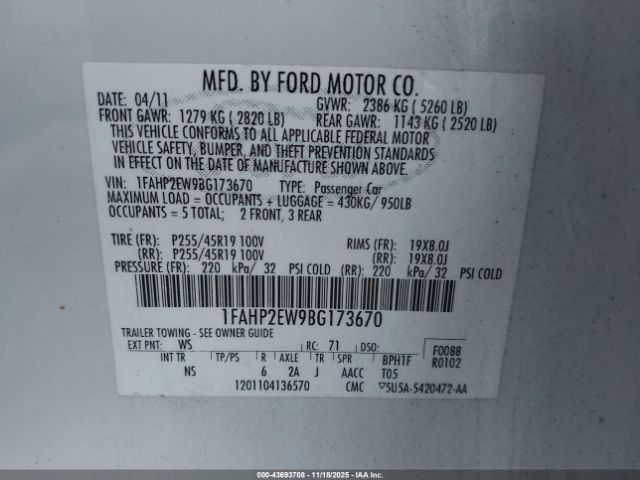 MFD. BY FORD MOTOR CO.
DATE: 04/11 GVWR: 2386 KG ( 5260 LB)
FRONT GAWR: 1279 KG ( 2820 LB) REAR GAWR: 1143 KG ( 2520 LB)
THIS VEHICLE CONFORMS TO ALL APPLICABLE FEDERAL MOTOR
VEHICLE SAFETY, BUMPER, AND THEFT PREVENTION STANDARDS
IN EFFECT ON THE DATE OF MANUFACTURE SHOWN ABOVE.
VIN: 1FAHP2EW9BG173670 TYPE: Passenger Car
MAXIMUM LOAD = OCCUPANTS + LUGGAGE = 430KG/ 950LB
OCCUPANTS = 5 TOTAL; 2 FRONT, 3 REAR
TIRE (FR): P255/45R19 100V RIMS (FR): 19X8.0J
(RR): P255/45R19 100V (RR): 19X8.0J
PRESSURE (FR): 220 kPa/ 32 PSI COLD (RR): 220 kPa/ 32 PSI COLD
1FAHP2EW9BG173670
TRAILER TOWING - SEE OWNER GUIDE
EXT PNT: WS RC: 71 DSO: F0088
INT TR TP/PS R AXLE TR SPR BPH1F R0102
NS 6 2A J AACC T05
1201104136570 CMC ▽5U5A-5420472-AA
000-43693708 - 11/18/2025 - COPYRIGHT IAA, LLC